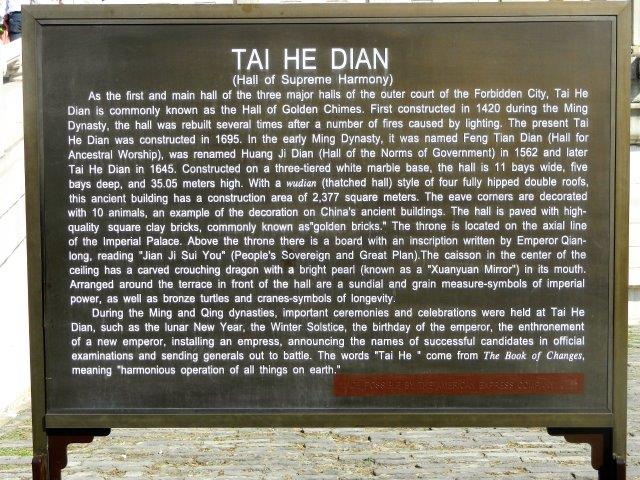 TAI HE DIAN
(Hall of Supreme Harmony)
As the first and main hall of the three major halls of the outer court of the Forbidden City, Tai He
Dian is commonly known as the Hall of Golden Chimes. First constructed in 1420 during the Ming
Dynasty, the hall was rebuilt several times after a number of fires caused by lighting. The present Tai
He Dian was constructed in 1695. In the early Ming Dynasty, it was named Feng Tian Dian (Hall for
Ancestral Worship), was renamed Huang Ji Dian (Hall of the Norms of Government) in 1562 and later
Tai He Dian in 1645. Constructed on a three-tiered white marble base, the hall is 11 bays wide, five
bays deep, and 35.05 meters high. With a wudian (thatched hall) style of four fully hipped double roofs,
this ancient building has a construction area of 2,377 square meters. The eave corners are decorated
with 10 animals, an example of the decoration on China's ancient buildings. The hall is paved with high-
quality square clay bricks, commonly known as"golden bricks." The throne is located on the axial line
of the Imperial Palace. Above the throne there is a board with an inscription written by Emperor Qian-
long, reading "Jian Ji Sui You" (People's Sovereign and Great Plan).The caisson in the center of the
ceiling has a carved crouching dragon with a bright pearl (known as a "Xuanyuan Mirror") in its mouth.
Arranged around the terrace in front of the hall are a sundial and grain measure-symbols of imperial
power, as well as bronze turtles and cranes-symbols of longevity.
During the Ming and Qing dynasties, important ceremonies and celebrations were held at Tai He
Dian, such as the lunar New Year, the Winter Solstice, the birthday of the emperor, the enthronement
of a new emperor, installing an empress, announcing the names of successful candidates in official
examinations and sending generals out to battle. The words "Tai He " come from The Book of Changes,
meaning "harmonious operation of all things on earth."
POSSIBLE BY THE AMERICAN EXPRESS COMPANY